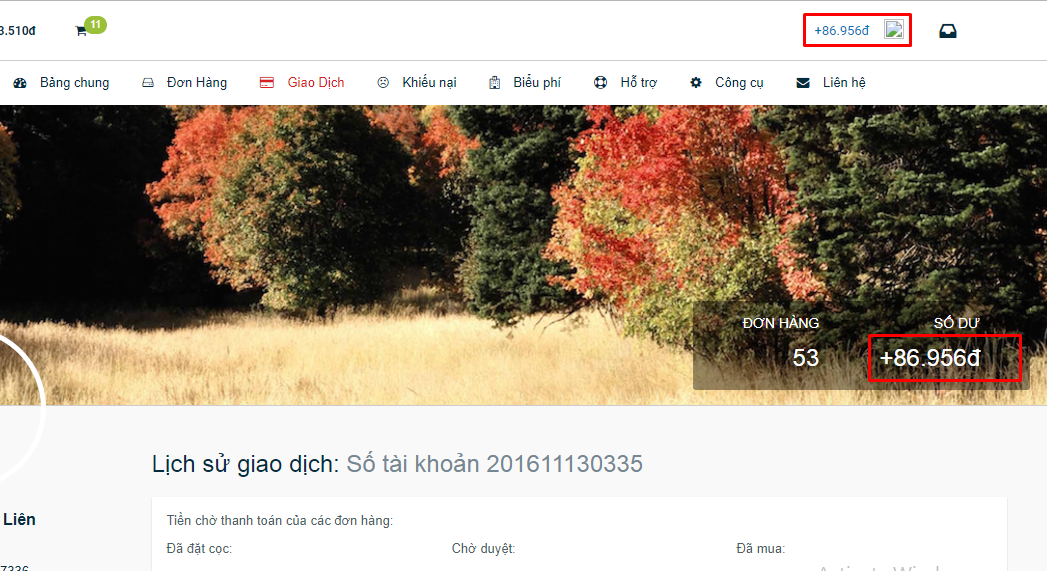 3.510đ
11
+86.956đ
Bảng chung
Đơn Hàng
Giao Dịch
Khiếu nại
Biểu phí
Hỗ trợ
Công cụ
Liên hệ
ĐƠN HÀNG
SỐ DƯ
53
+86.956đ
Lịch sử giao dịch: Số tài khoản 201611130335
Liên
Tiền chờ thanh toán của các đơn hàng:
Đã đặt cọc:
Chờ duyệt:
Đã mua:
7336